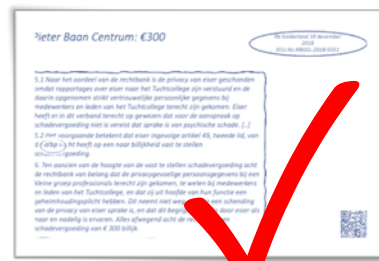 Pieter Baan Centrum: €300
Rb Gelderland 19 december
2018
ECLI:NL:RBGEL:2018:5551
5.1 Naar het oordeel van de rechtbank is de privacy van eiser geschonden
omdat rapportages over eiser naar het Tuchtcollege zijn verstuurd en de
daarin opgenomen strikt vertrouwelijke persoonlijke gegevens bij
medewerkers en leden van het Tuchtcollege terecht zijn gekomen. Eiser
heeft er in dit verband terecht op gewezen dat voor de aanspraak op
schadevergoeding niet is vereist dat sprake is van psychische schade. [..]
5.2 Het voorgaande betekent dat eiser ingevolge artikel 49, tweede lid, van
de Wbp recht heeft op een naar billijkheid vast te stellen
schadevergoeding.
6. Ten aanzien van de hoogte van de vast te stellen schadevergoeding acht
de rechtbank van belang dat de privacygevoelige persoonsgegevens bij een
kleine groep professionals terecht zijn gekomen, te weten bij medewerkers
en leden van het Tuchtcollege, en dat zij uit hoofde van hun functie een
geheimhoudingsplicht hebben. Dit neemt niet weg een schending
van de privacy van eiser sprake is, en dat dit door eiser als
naar en nadelig is ervaren. Alles afwegend acht de een
schadevergoeding van € 300 billijk.